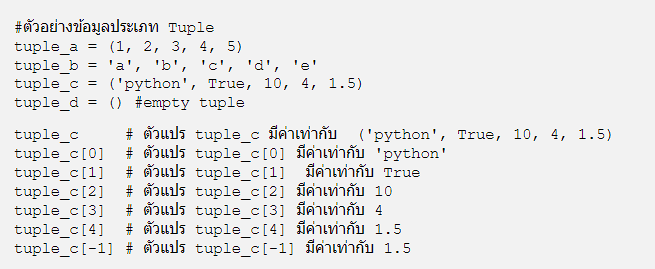 #ตัวอย่างข้อมูลประเภท Tuple
tuple_a = (1, 2, 3, 4, 5)
tuple_b = 'a', 'b', 'c', 'd', 'e'
tuple_c = ('python', True, 10, 4, 1.5)
tuple_d = () #empty tuple
tuple_c # ตัวแปร tuple_c มีค่าเท่ากับ ('python', True, 10, 4, 1.5)
tuple_c[0] # ตัวแปร tuple_c[0] มีค่าเท่ากับ 'python'
tuple_c[1] # ตัวแปร tuple_c[1] มีค่าเท่ากับ True
tuple_c[2] # ตัวแปร tuple_c[2] มีค่าเท่ากับ 10
tuple_c[3] # ตัวแปร tuple_c[3] มีค่าเท่ากับ 4
tuple_c[4] # ตัวแปร tuple_c[4] มีค่าเท่ากับ 1.5
tuple_c[-1] # ตัวแปร tuple_c[-1] มีค่าเท่ากับ 1.5